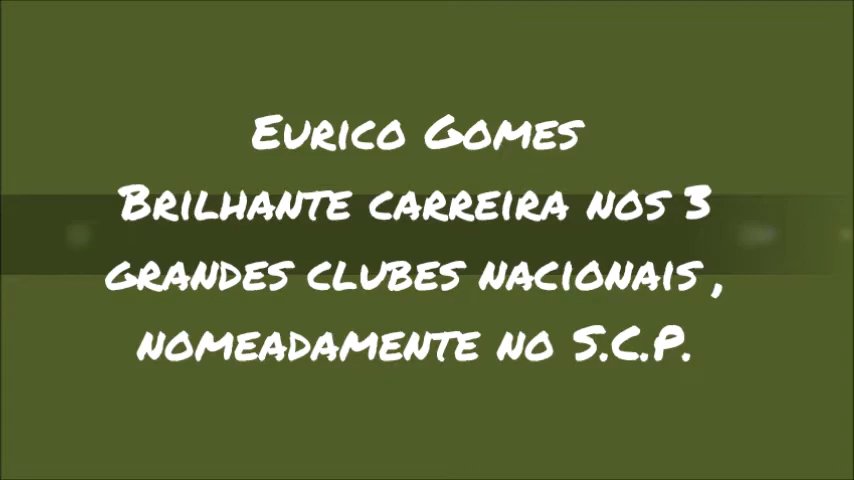 Eurico Gomes
Brilhante carreira nos 3
grandes clubes nacionais ,
nomeadamente no S.C.P.